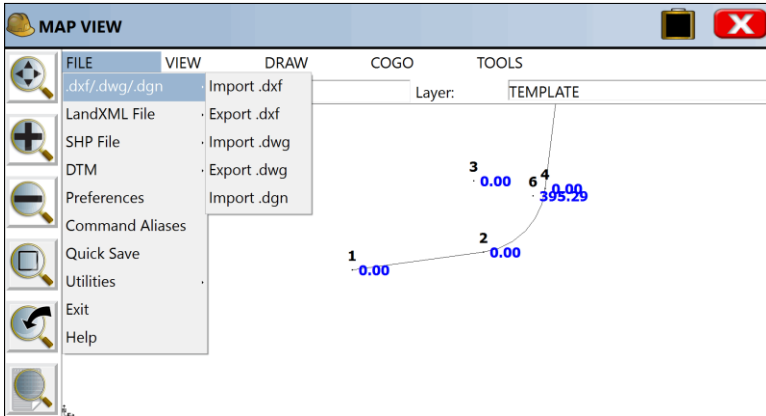 MAP VIEW
FILE VIEW DRAW COGO TOOLS
.dxf/.dwg/.dgn Import .dxf
Layer: TEMPLATE
LandXML File Export .dxf
SHP File Import .dwg
DTM Export .dwg
Preferences Import .dgn
Command Aliases
Quick Save
Utilities
Exit
Help
3 0.00
6 4 0.00
395.29
2 0.00
1 0.00